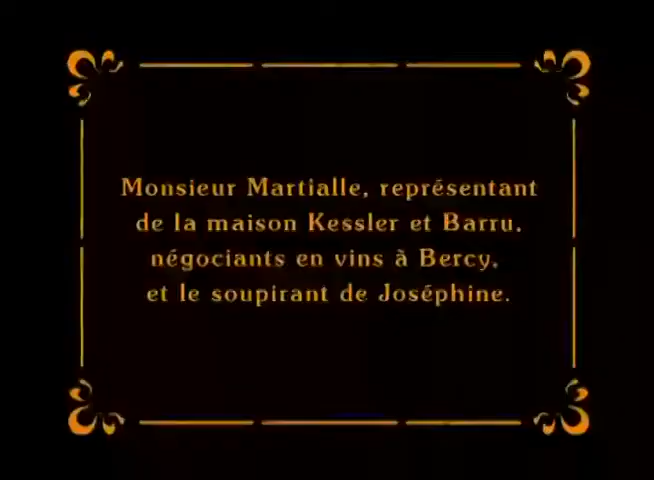 Monsieur Martialle, représentant
de la maison Kessler et Barru,
négociants en vins à Bercy,
et le soupirant de Joséphine.